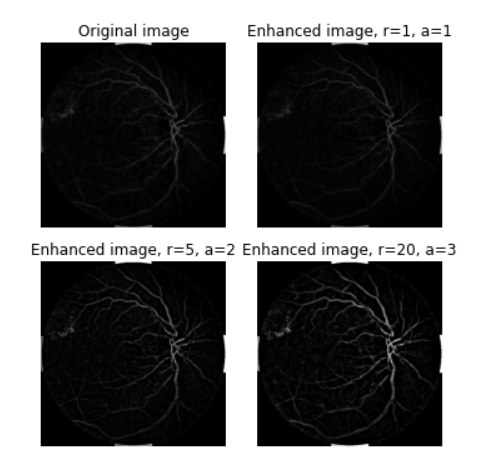 Original image
Enhanced image, r=1, a=1
Enhanced image, r=5, a=2
Enhanced image, r=20, a=3